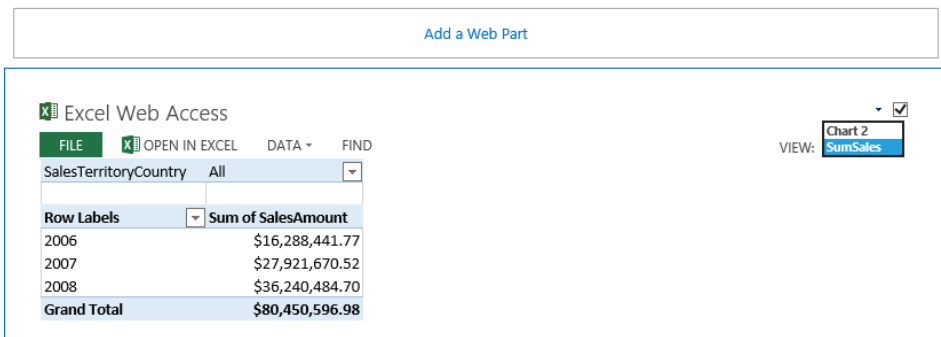 Add a Web Part
Excel Web Access
Chart 2
FILE OPEN IN EXCEL DATA FIND VIEW: SumSales
SalesTerritoryCountry All
Row Labels Sum of SalesAmount
2006 $16,288,441.77
2007 $27,921,670.52
2008 $36,240,484.70
Grand Total $80,450,596.98